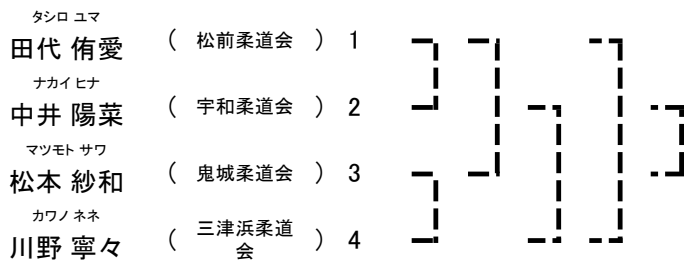 タシロ ユマ
田代 侑愛 ( 松前柔道会 ) 1
ナカイ ヒナ
中井 陽菜 ( 宇和柔道会 ) 2
マツモト サワ
松本 紗和 ( 鬼城柔道会 ) 3
カワノ ネネ
川野 寧々 ( 三津浜柔道会 ) 4